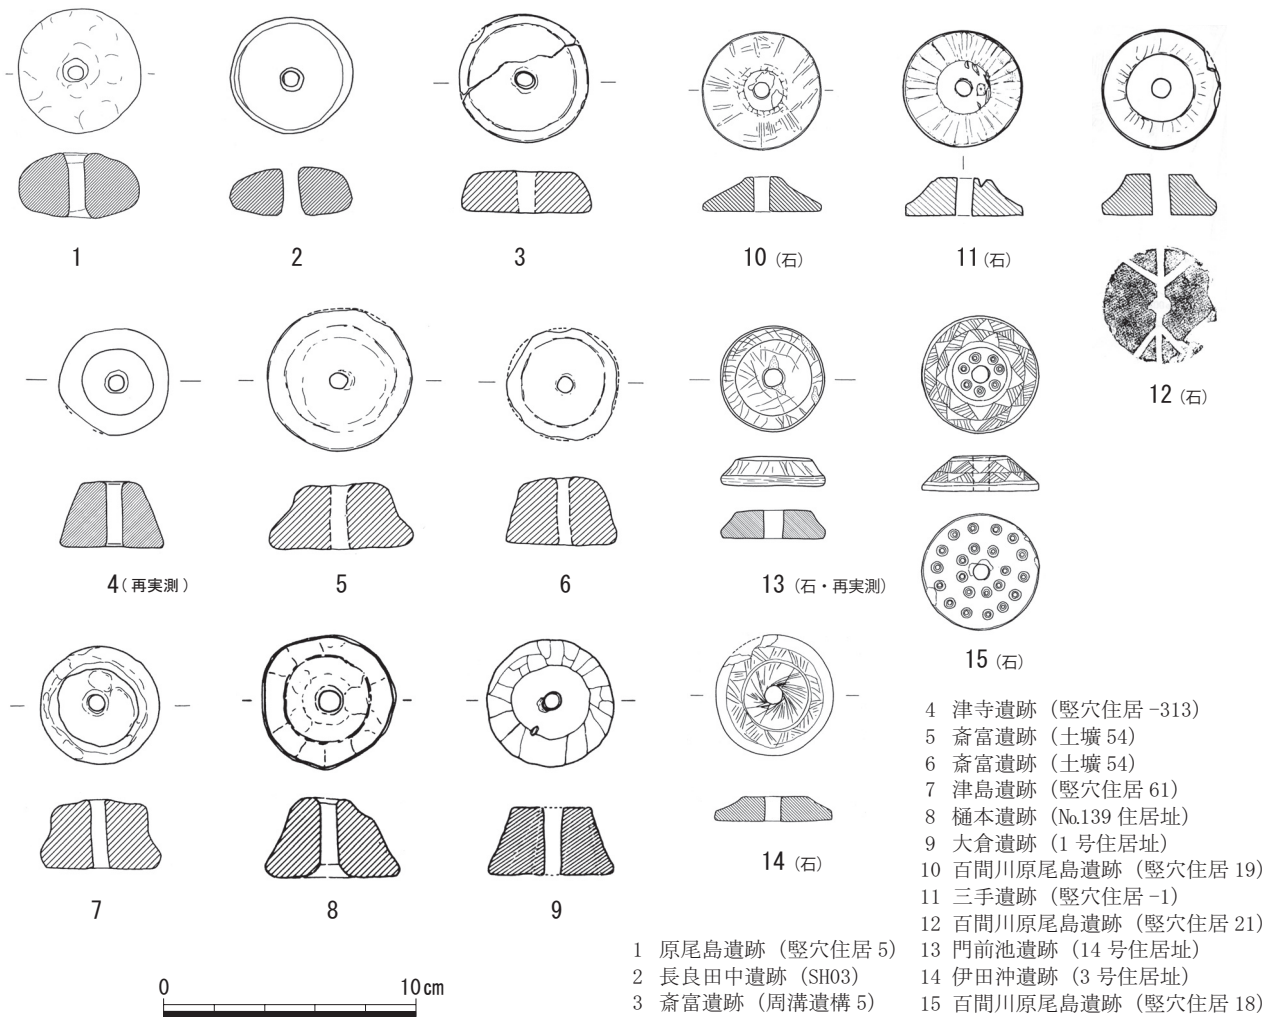 1
2
3
10 (石)
11 (石)
12 (石)
4 (再実測)
5
6
13 (石・再実測)
15 (石)
7
8
9
14 (石)
0 10cm
1 原尾島遺跡 (竪穴住居 5)
2 長良田中遺跡 (SH03)
3 斎富遺跡 (周溝遺構 5)
4 津寺遺跡 (竪穴住居 -313)
5 斎富遺跡 (土壙 54)
6 斎富遺跡 (土壙 54)
7 津島遺跡 (竪穴住居 61)
8 樋本遺跡 (№139 住居址)
9 大倉遺跡 (1 号住居址)
10 百間川原尾島遺跡 (竪穴住居 19)
11 三手遺跡 (竪穴住居 -1)
12 百間川原尾島遺跡 (竪穴住居 21)
13 門前池遺跡 (14 号住居址)
14 伊田沖遺跡 (3 号住居址)
15 百間川原尾島遺跡 (竪穴住居 18)